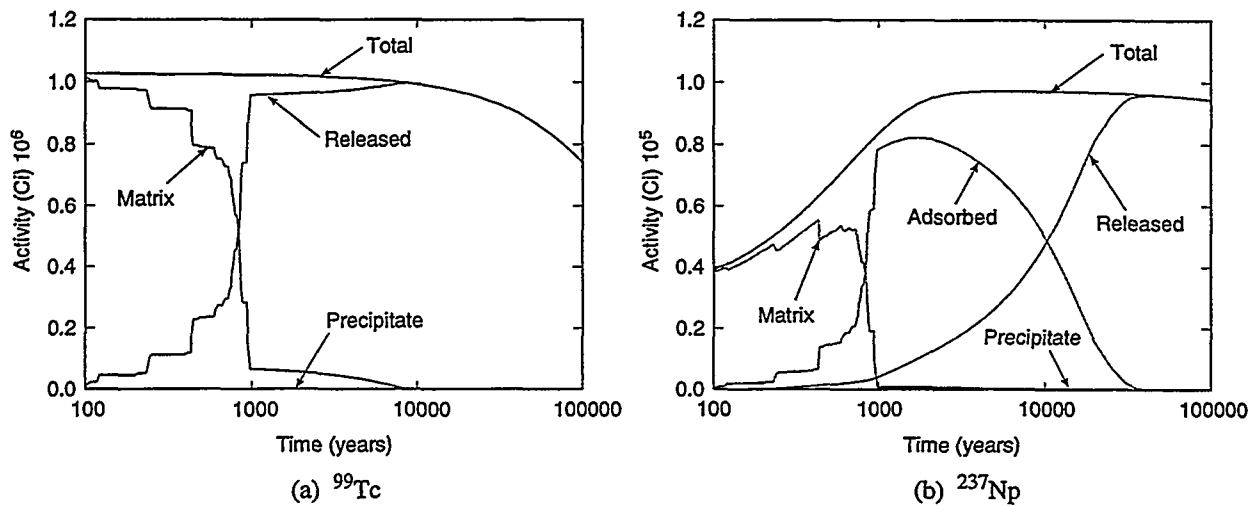 1.2
1.0
0.8
0.6
0.4
0.2
0.0
Activity (Ci) 10⁶
Total
Released
Matrix
Precipitate
100 1000 10000 100000
Time (years)
(a) ⁹⁹Tc
1.2
1.0
0.8
0.6
0.4
0.2
0.0
Activity (Ci) 10⁵
Total
Adsorbed
Released
Matrix
Precipitate
100 1000 10000 100000
Time (years)
(b) ²³⁷Np